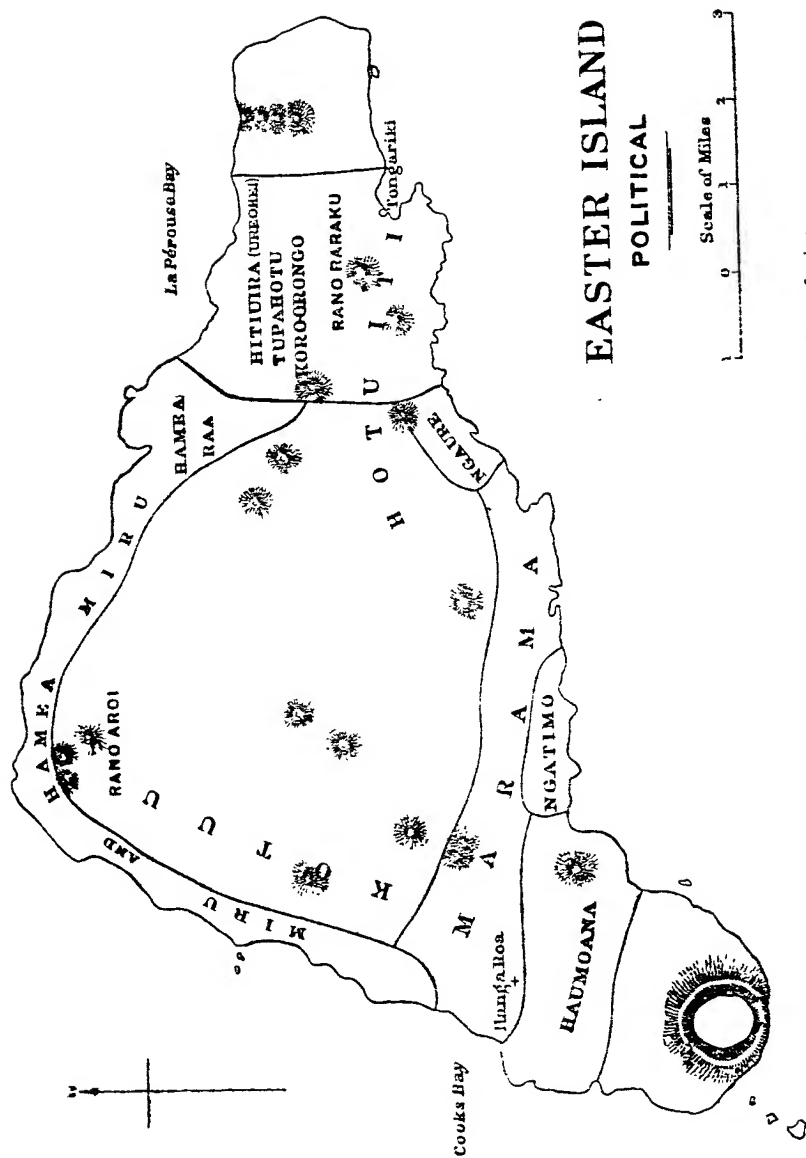 La Pérouse Bay
HAMEA
MIRU
AND
MIRU
HAMEA
RAA
RANO AROI
KOTUU
HOTU ITI
HITIUIRA (UREOHEI)
TUPAHOTU
KORO-ORONGO
RANO RARAKU
Tongariki
NGAURE
MARAMA
NGATIMO
HAUMOANA
Hanga Roa
Cooks Bay
N
EASTER ISLAND
POLITICAL
Scale of Miles
1 0 1 2 3